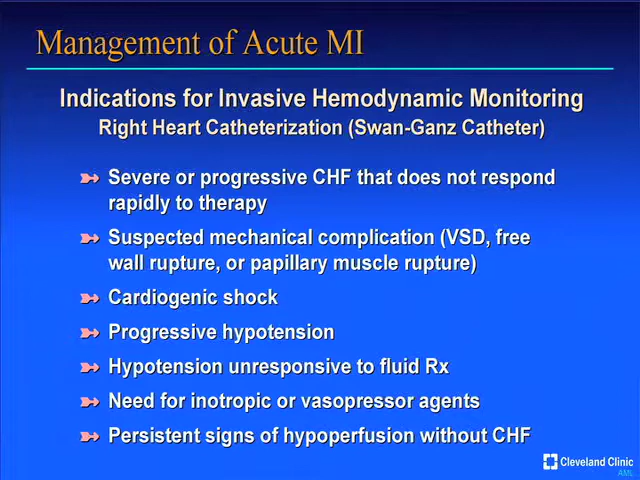 Management of Acute MI
Indications for Invasive Hemodynamic Monitoring
Right Heart Catheterization (Swan-Ganz Catheter)
Severe or progressive CHF that does not respond
rapidly to therapy
Suspected mechanical complication (VSD, free
wall rupture, or papillary muscle rupture)
Cardiogenic shock
Progressive hypotension
Hypotension unresponsive to fluid Rx
Need for inotropic or vasopressor agents
Persistent signs of hypoperfusion without CHF
Cleveland Clinic
AML